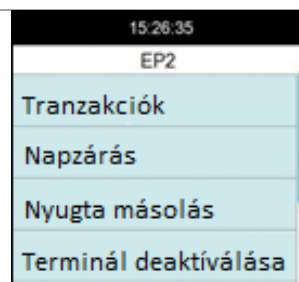 15:26:35
EP2
Tranzakciók
Napzárás
Nyugta másolás
Terminál deaktíválása